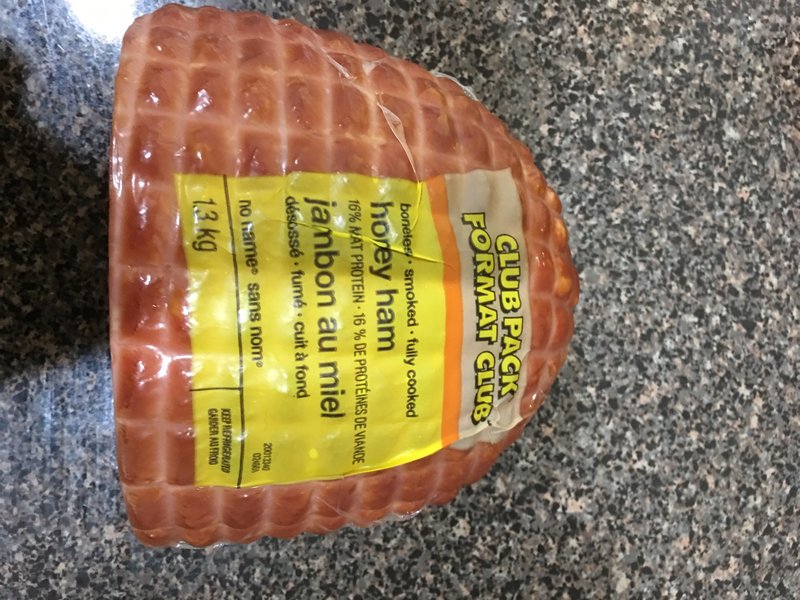 CLUB PACK
FORMAT CLUB
boneless · smoked · fully cooked
honey ham
16% MEAT PROTEIN · 16 % DE PROTÉINES DE VIANDE
jambon au miel
désossé · fumé · cuit à fond
no name® sans nom®
1.3 kg
KEEP REFRIGERATED
GARDER AU FROID